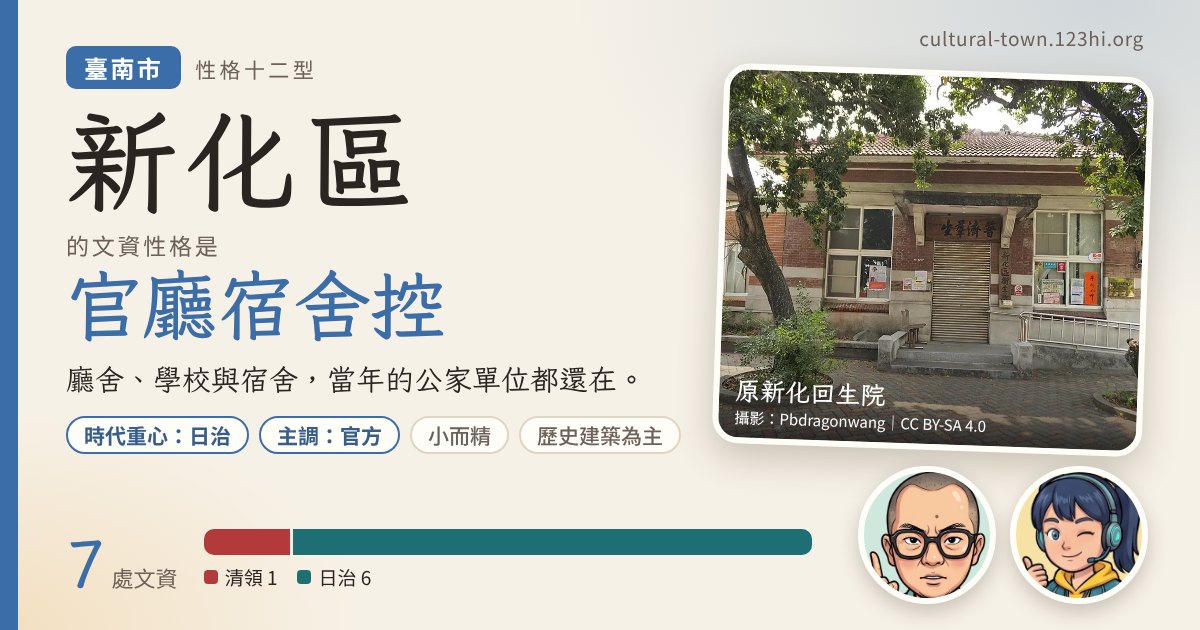 cultural-town.123hi.org
臺南市 性格十二型
新化區
的文資性格是
官廳宿舍控
廳舍、學校與宿舍，當年的公家單位都還在。
時代重心：日治 主調：官方 小而精 歷史建築為主
普濟群生
原新化回生院
攝影：Pbdragonwang｜CC BY-SA 4.0
7 處文資
清領 1 日治 6